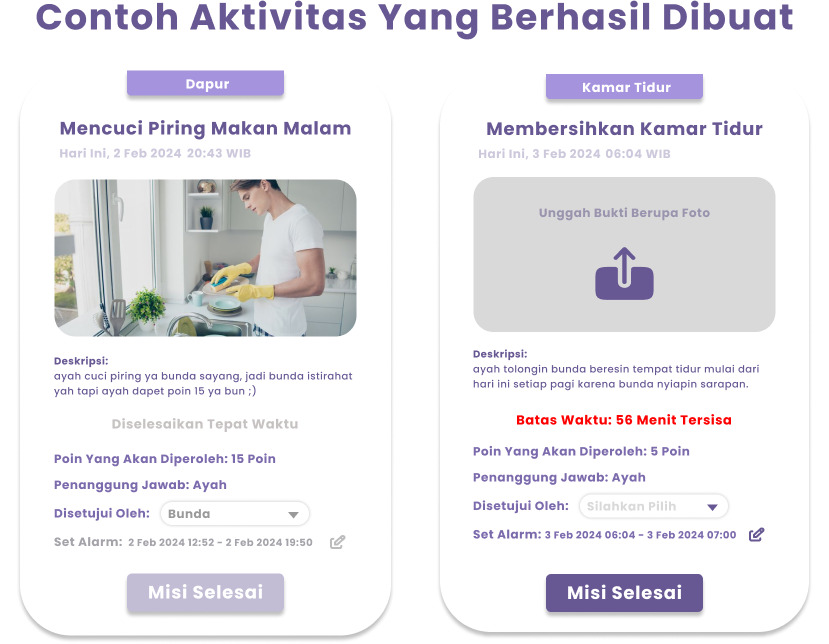 Contoh Aktivitas Yang Berhasil Dibuat
Dapur
Mencuci Piring Makan Malam
Hari Ini, 2 Feb 2024 20:43 WIB
Deskripsi:
ayah cuci piring ya bunda sayang, jadi bunda istirahat
yah tapi ayah dapet poin 15 ya bun ;)
Diselesaikan Tepat Waktu
Poin Yang Akan Diperoleh: 15 Poin
Penanggung Jawab: Ayah
Disetujui Oleh: Bunda
Set Alarm: 2 Feb 2024 12:52 - 2 Feb 2024 19:50
Misi Selesai
Kamar Tidur
Membersihkan Kamar Tidur
Hari Ini, 3 Feb 2024 06:04 WIB
Unggah Bukti Berupa Foto
Deskripsi:
ayah tolongin bunda beresin tempat tidur mulai dari
hari ini setiap pagi karena bunda nyiapin sarapan.
Batas Waktu: 56 Menit Tersisa
Poin Yang Akan Diperoleh: 5 Poin
Penanggung Jawab: Ayah
Disetujui Oleh: Silahkan Pilih
Set Alarm: 3 Feb 2024 06:04 - 3 Feb 2024 07:00
Misi Selesai